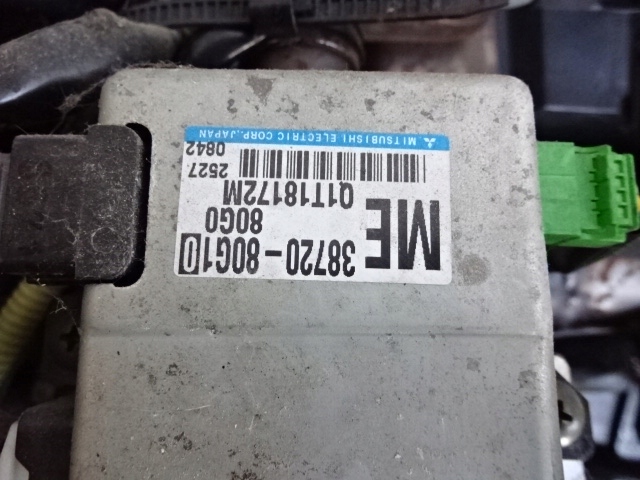 38720-80G10
ME
80G0
Q1T18172M
2527
0842
MITSUBISHI ELECTRIC CORP.,JAPAN